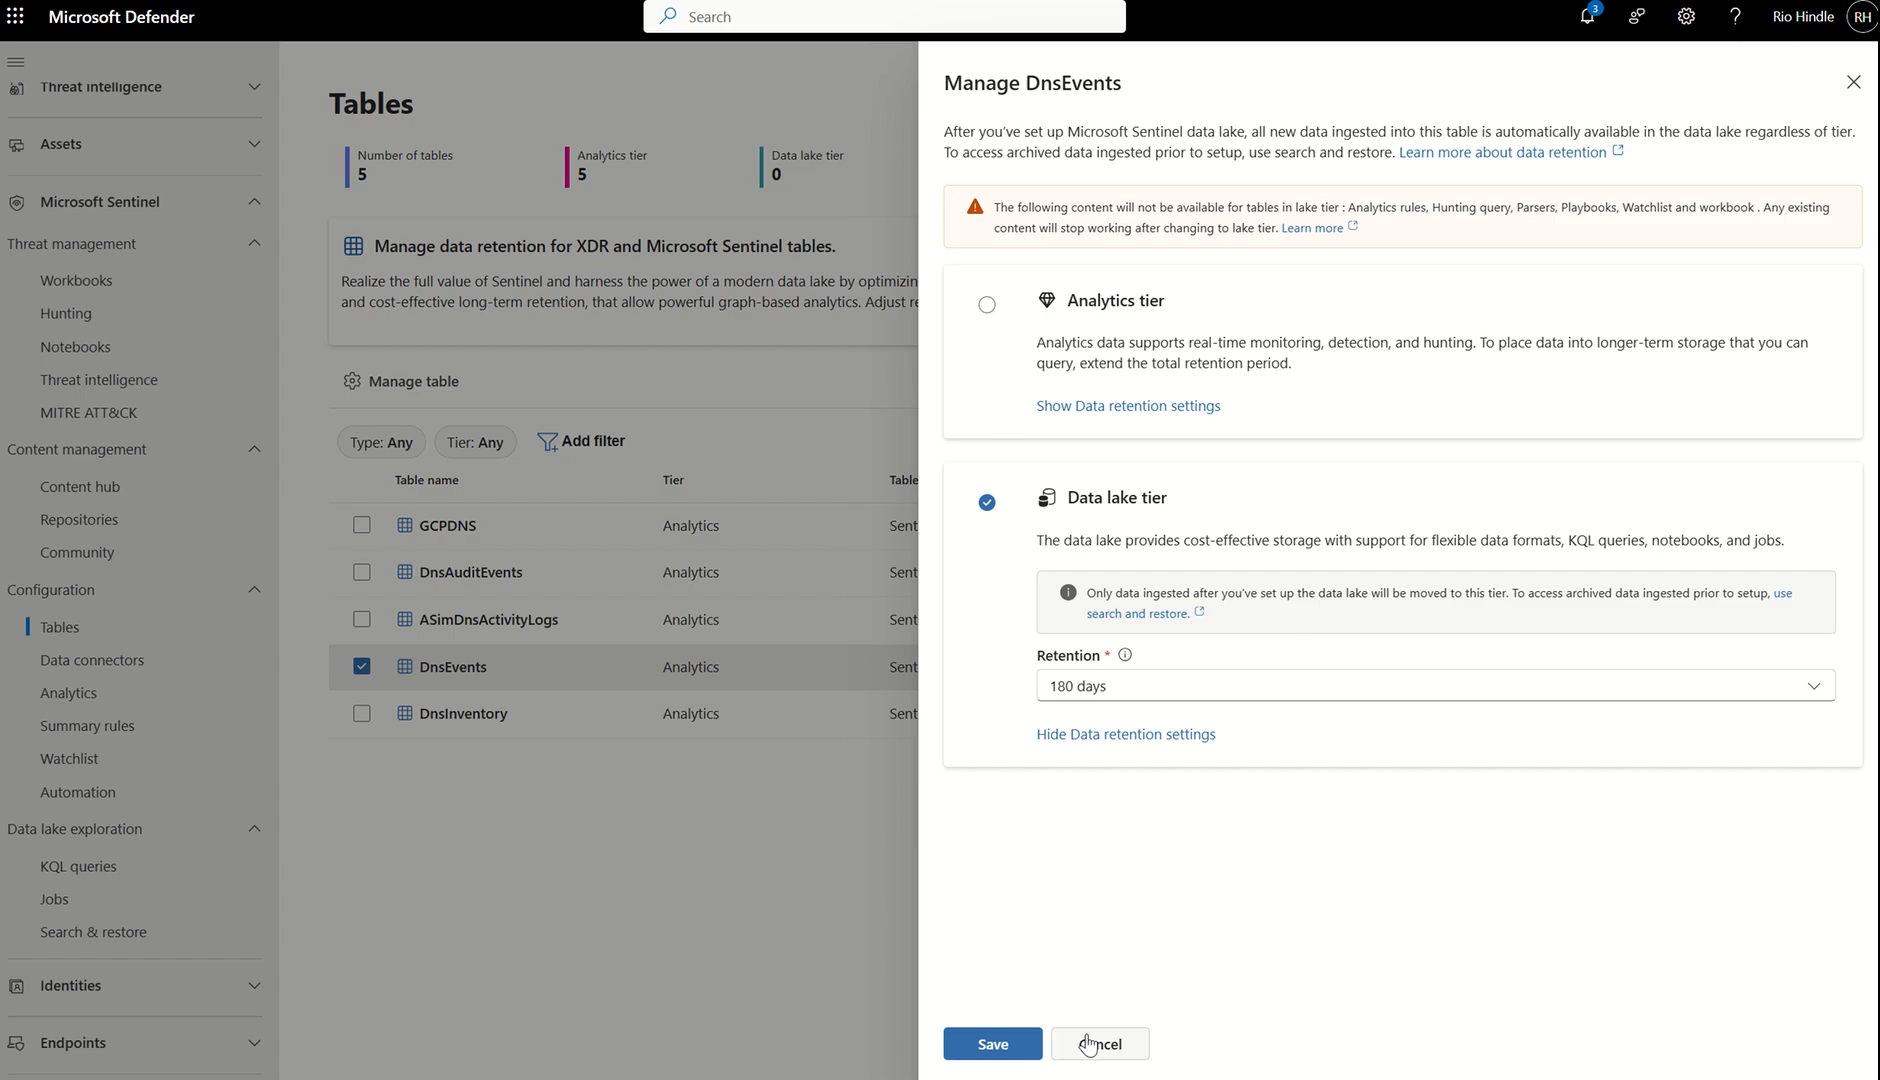 Microsoft Defender
Search
3
Rio Hindle
RH
Threat intelligence
Assets
Microsoft Sentinel
Threat management
Workbooks
Hunting
Notebooks
Threat intelligence
MITRE ATT&CK
Content management
Content hub
Repositories
Community
Configuration
Tables
Data connectors
Analytics
Summary rules
Watchlist
Automation
Data lake exploration
KQL queries
Jobs
Search & restore
Identities
Endpoints
Tables
Number of tables
5
Analytics tier
5
Data lake tier
0
Manage data retention for XDR and Microsoft Sentinel tables.
Realize the full value of Sentinel and harness the power of a modern data lake by optimizin
and cost-effective long-term retention, that allow powerful graph-based analytics. Adjust re
Manage table
Type: Any
Tier: Any
Add filter
Table name Tier Table
GCPDNS Analytics Sent
DnsAuditEvents Analytics Sent
ASimDnsActivityLogs Analytics Sent
DnsEvents Analytics Sent
DnsInventory Analytics Sent
Manage DnsEvents
After you've set up Microsoft Sentinel data lake, all new data ingested into this table is automatically available in the data lake regardless of tier.
To access archived data ingested prior to setup, use search and restore. Learn more about data retention
The following content will not be available for tables in lake tier : Analytics rules, Hunting query, Parsers, Playbooks, Watchlist and workbook . Any existing
content will stop working after changing to lake tier. Learn more
Analytics tier
Analytics data supports real-time monitoring, detection, and hunting. To place data into longer-term storage that you can
query, extend the total retention period.
Show Data retention settings
Data lake tier
The data lake provides cost-effective storage with support for flexible data formats, KQL queries, notebooks, and jobs.
Only data ingested after you've set up the data lake will be moved to this tier. To access archived data ingested prior to setup, use
search and restore.
Retention *
180 days
Hide Data retention settings
Save
Cancel